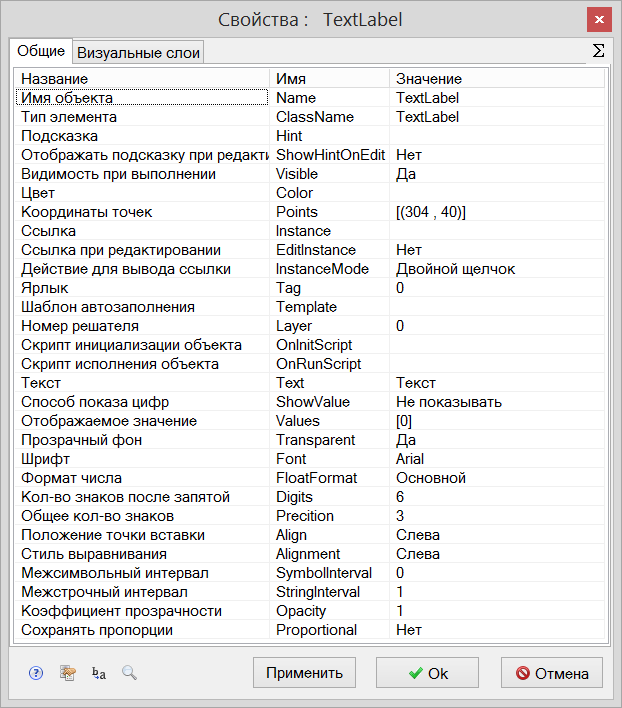 Свойства : TextLabel
Общие Визуальные слои Σ
Название Имя Значение
Имя объекта Name TextLabel
Тип элемента ClassName TextLabel
Подсказка Hint
Отображать подсказку при редакти ShowHintOnEdit Нет
Видимость при выполнении Visible Да
Цвет Color
Координаты точек Points [(304 , 40)]
Ссылка Instance
Ссылка при редактировании EditInstance Нет
Действие для вывода ссылки InstanceMode Двойной щелчок
Ярлык Tag 0
Шаблон автозаполнения Template
Номер решателя Layer 0
Скрипт инициализации объекта OnInitScript
Скрипт исполнения объекта OnRunScript
Текст Text Текст
Способ показа цифр ShowValue Не показывать
Отображаемое значение Values [0]
Прозрачный фон Transparent Да
Шрифт Font Arial
Формат числа FloatFormat Основной
Кол-во знаков после запятой Digits 6
Общее кол-во знаков Precition 3
Положение точки вставки Align Слева
Стиль выравнивания Alignment Слева
Межсимвольный интервал SymbolInterval 0
Межстрочный интервал StringInterval 1
Коэффициент прозрачности Opacity 1
Сохранять пропорции Proportional Нет
? ba Применить Ok Отмена